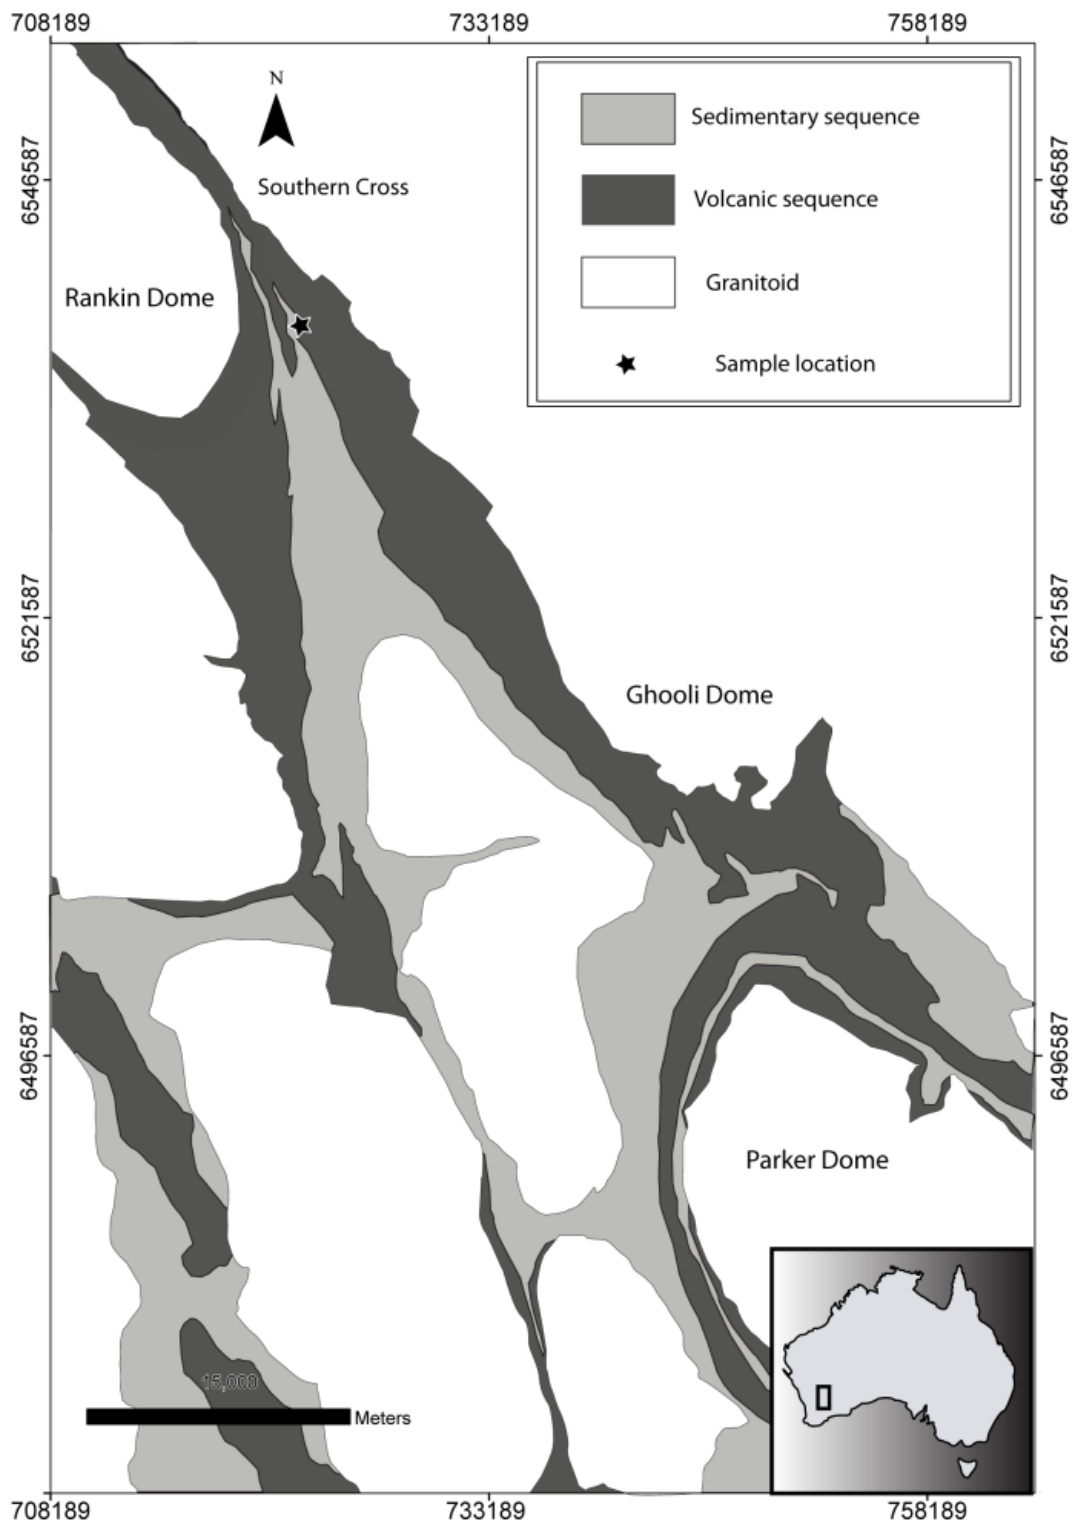 708189 733189 758189
N
Southern Cross
Rankin Dome
Sedimentary sequence
Volcanic sequence
Granitoid
Sample location
6546587
6546587
6521587
6521587
Ghooli Dome
6496587
6496587
Parker Dome
15,000
Meters
708189 733189 758189